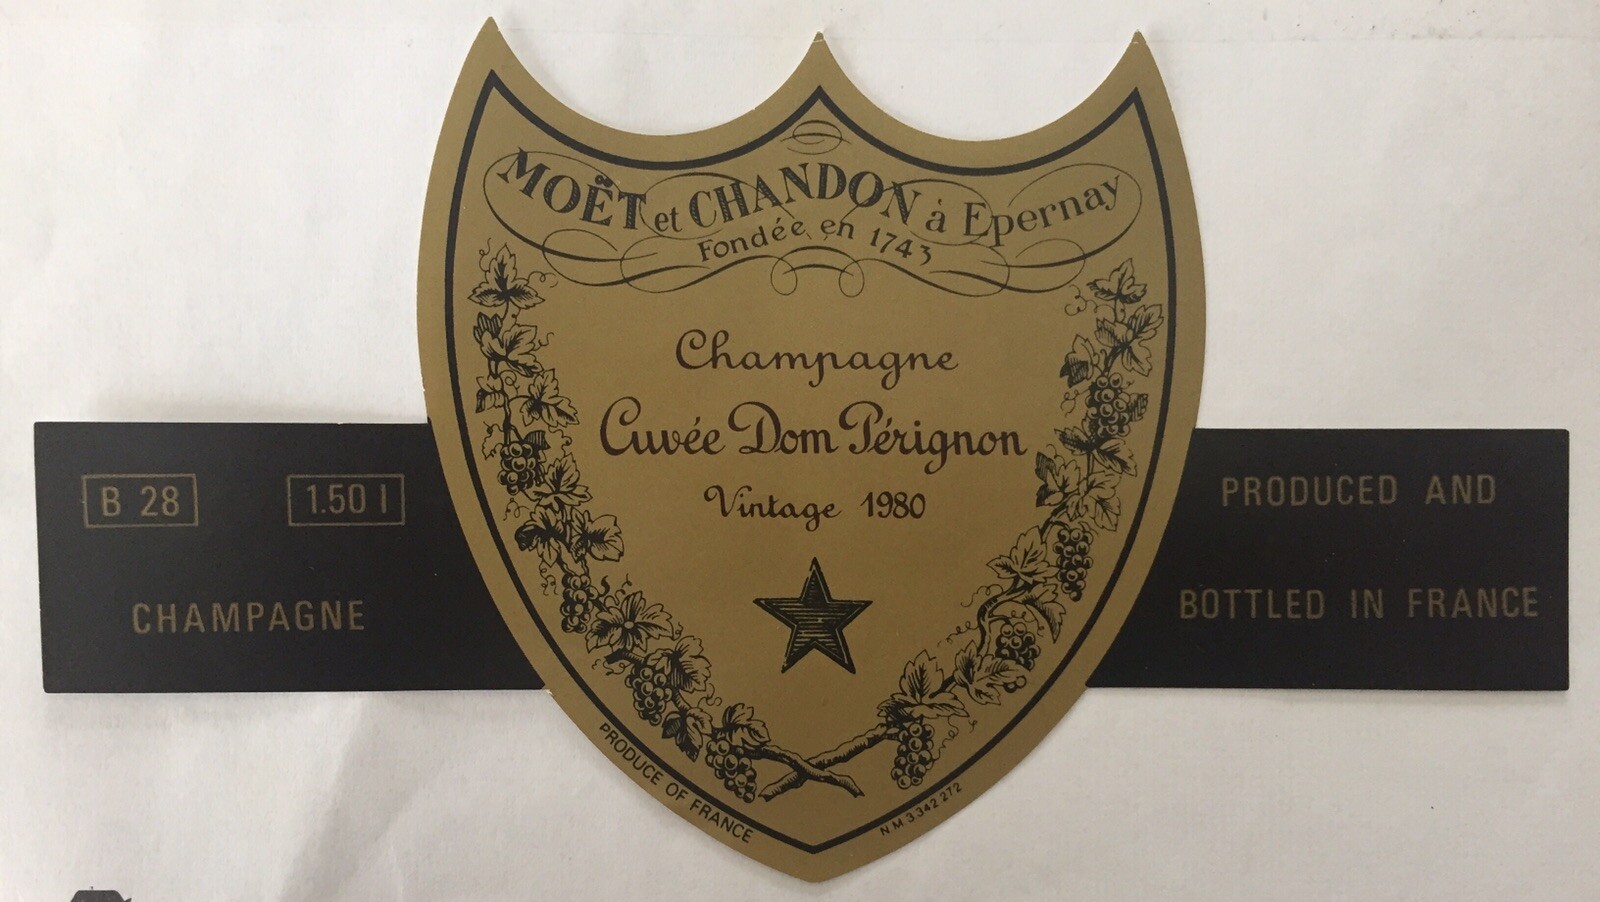 MOËT et CHANDON à Epernay
Fondée en 1743
Champagne
Cuvée Dom Pérignon
Vintage 1980
B 28
1.50 l
CHAMPAGNE
PRODUCED AND
BOTTLED IN FRANCE
PRODUCE OF FRANCE
N M 3.342 272